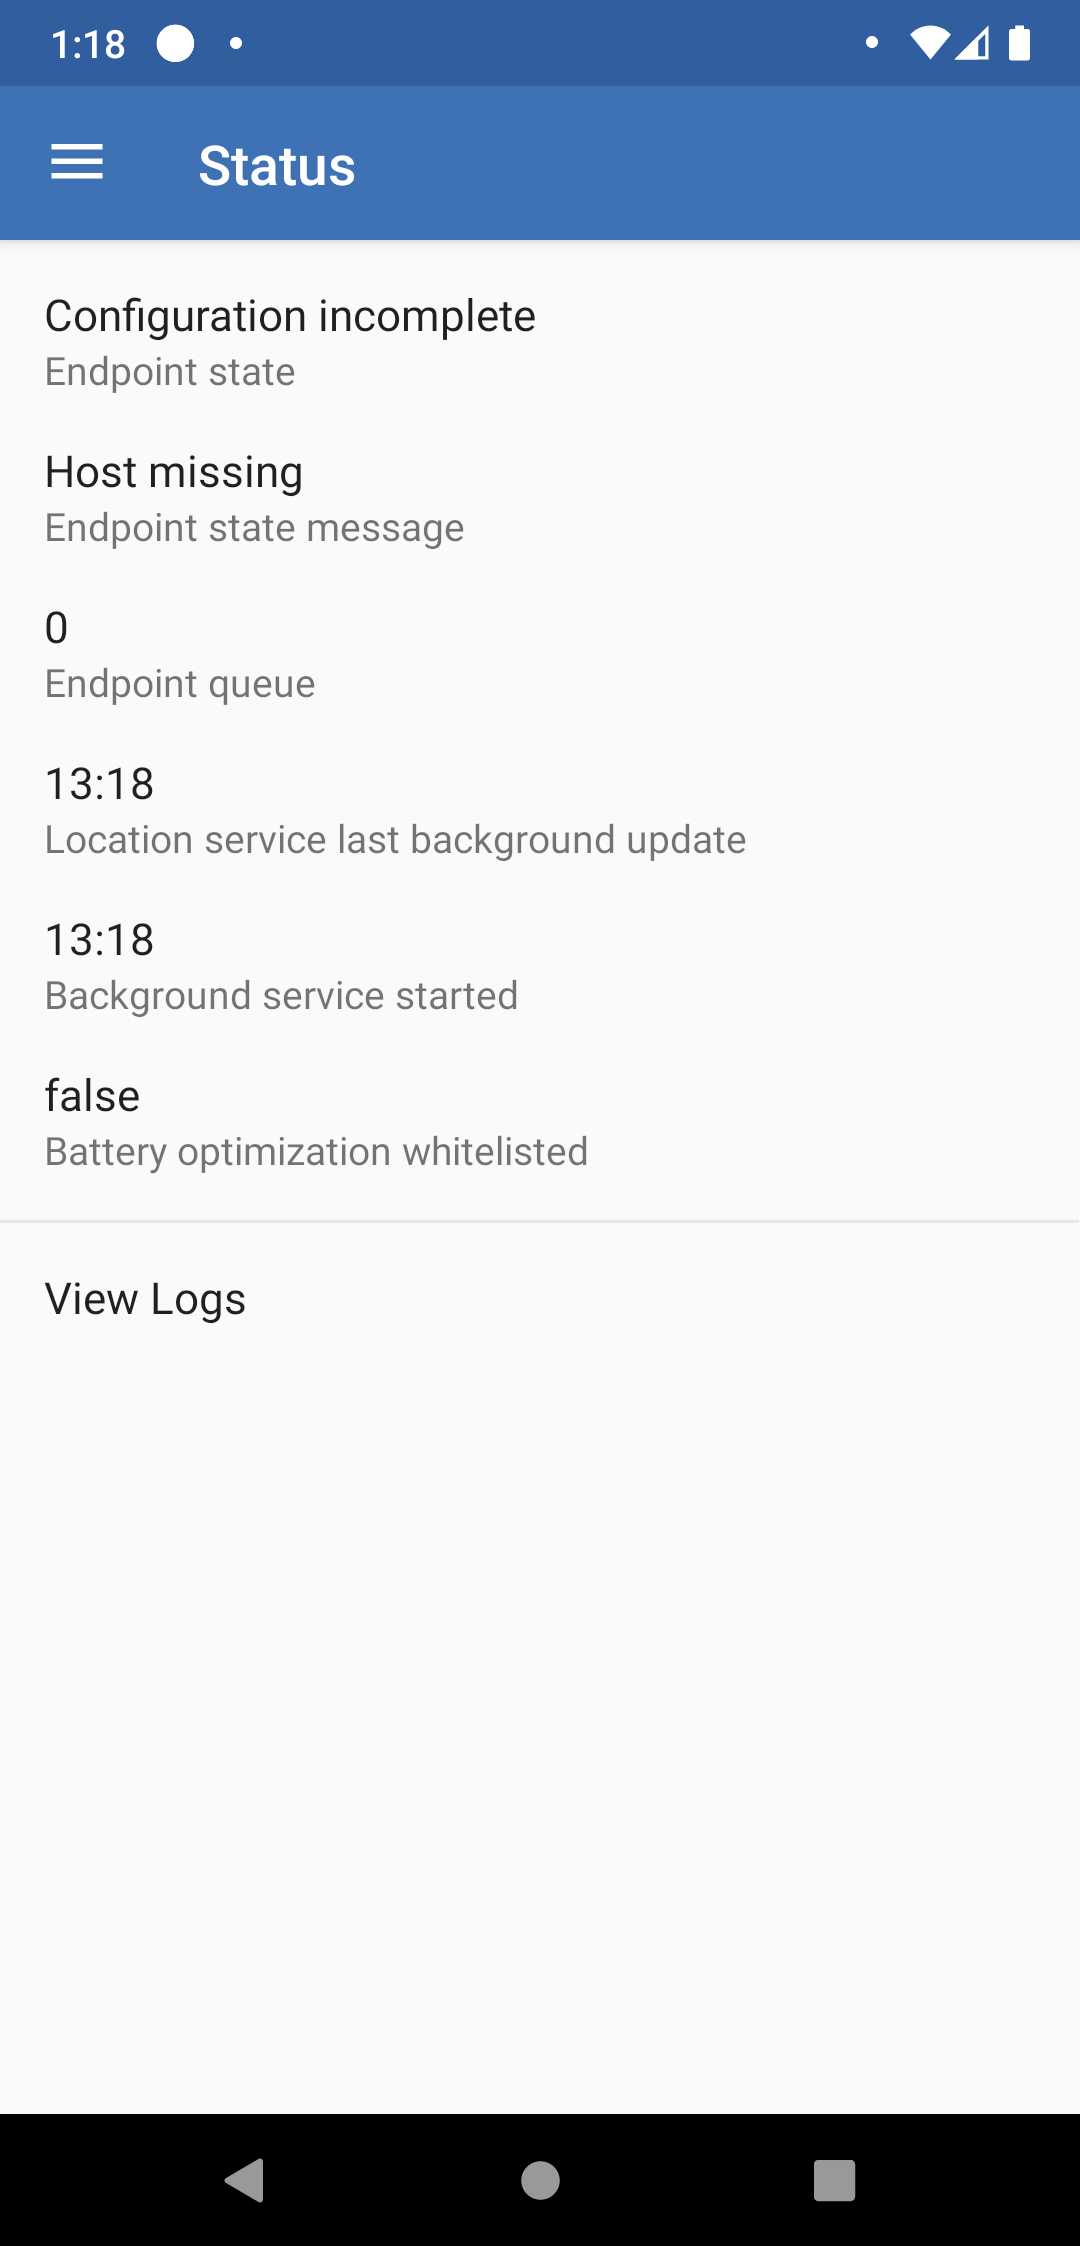 1:18
Status
Configuration incomplete
Endpoint state
Host missing
Endpoint state message
0
Endpoint queue
13:18
Location service last background update
13:18
Background service started
false
Battery optimization whitelisted
View Logs